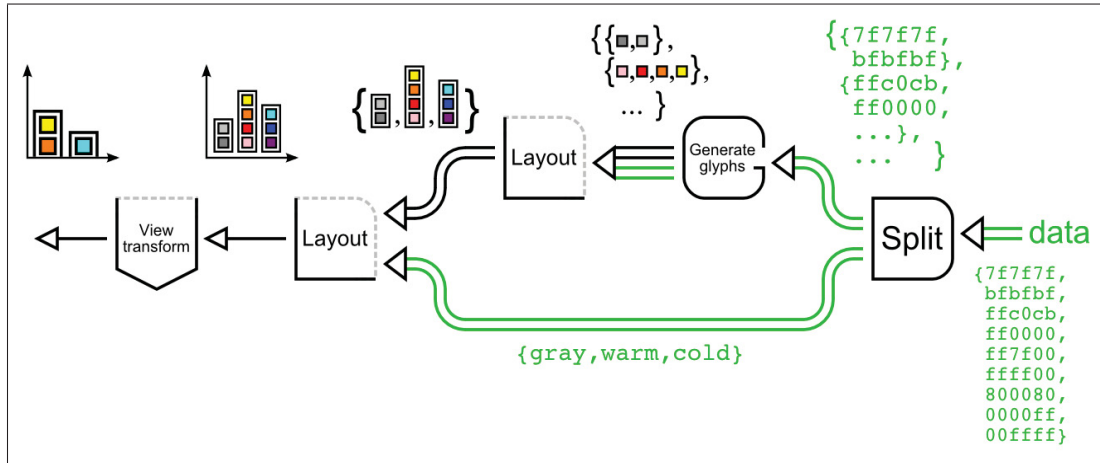 {{7f7f7f,
bfbfbf},
{ffc0cb,
ff0000,
...},
... }
{{ , },
{ , , , },
... }
{ , , }
Layout
Generate
glyphs
View
transform
Layout
Split
data
{7f7f7f,
bfbfbf,
ffc0cb,
ff0000,
ff7f00,
ffff00,
800080,
0000ff,
00ffff}
{gray,warm,cold}